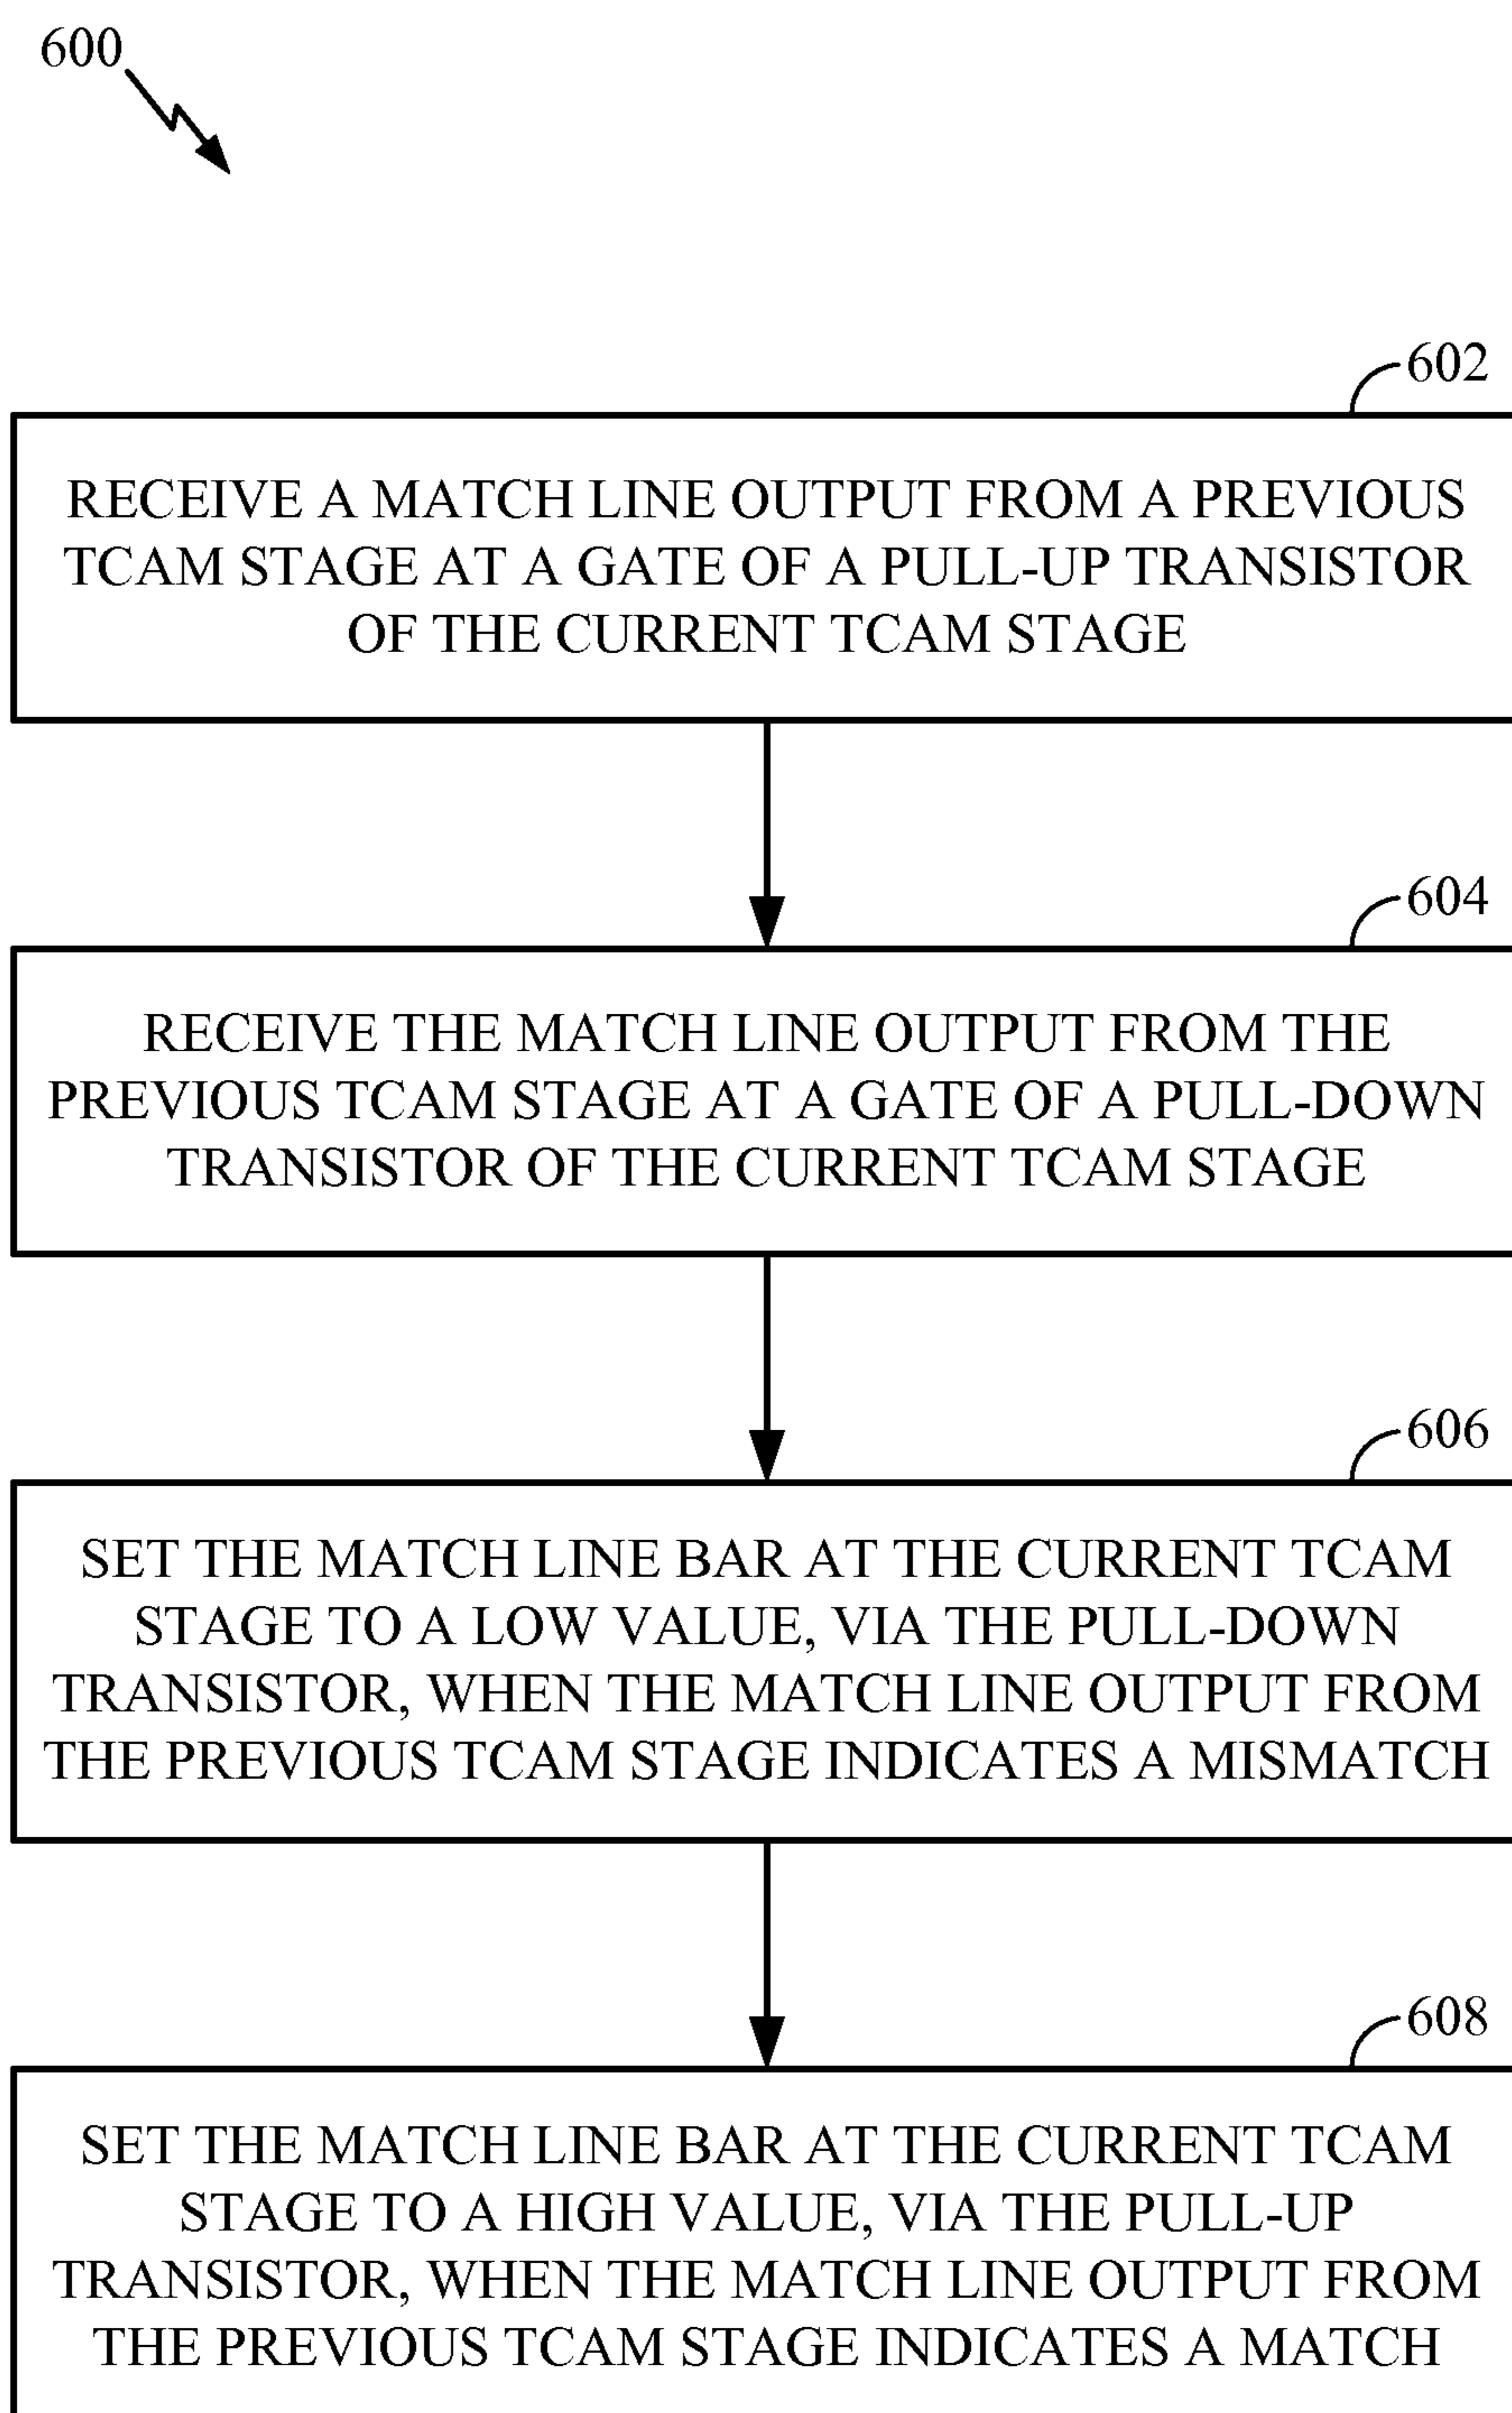 600
602
RECEIVE A MATCH LINE OUTPUT FROM A PREVIOUS
TCAM STAGE AT A GATE OF A PULL-UP TRANSISTOR
OF THE CURRENT TCAM STAGE
604
RECEIVE THE MATCH LINE OUTPUT FROM THE
PREVIOUS TCAM STAGE AT A GATE OF A PULL-DOWN
TRANSISTOR OF THE CURRENT TCAM STAGE
606
SET THE MATCH LINE BAR AT THE CURRENT TCAM
STAGE TO A LOW VALUE, VIA THE PULL-DOWN
TRANSISTOR, WHEN THE MATCH LINE OUTPUT FROM
THE PREVIOUS TCAM STAGE INDICATES A MISMATCH
608
SET THE MATCH LINE BAR AT THE CURRENT TCAM
STAGE TO A HIGH VALUE, VIA THE PULL-UP
TRANSISTOR, WHEN THE MATCH LINE OUTPUT FROM
THE PREVIOUS TCAM STAGE INDICATES A MATCH